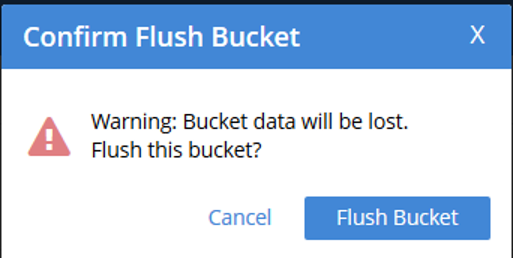 Confirm Flush Bucket X
Warning: Bucket data will be lost.
Flush this bucket?
Cancel Flush Bucket